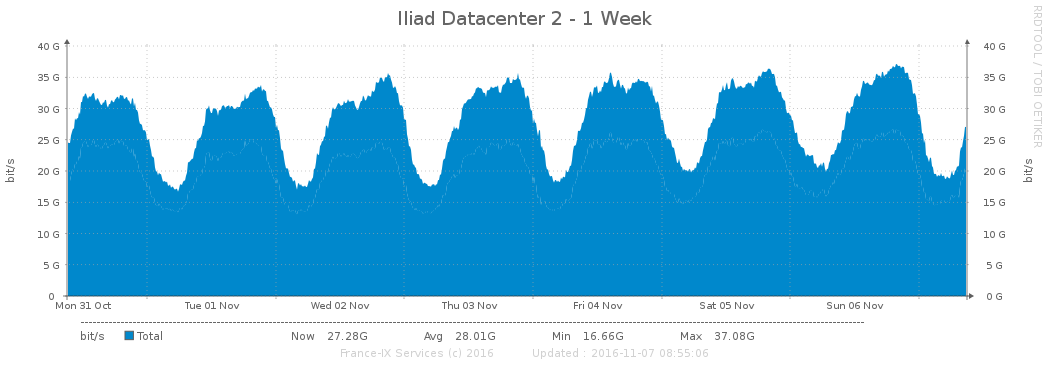 Iliad Datacenter 2 - 1 Week
RRDTOOL / TOBI OETIKER
40 G 40 G
35 G 35 G
30 G 30 G
25 G 25 G
20 G 20 G
15 G 15 G
10 G 10 G
5 G 5 G
0 0 G
bit/s
bit/s
Mon 31 Oct Tue 01 Nov Wed 02 Nov Thu 03 Nov Fri 04 Nov Sat 05 Nov Sun 06 Nov
bit/s Total Now 27.28G Avg 28.01G Min 16.66G Max 37.08G
France-IX Services (c) 2016 Updated : 2016-11-07 08:55:06